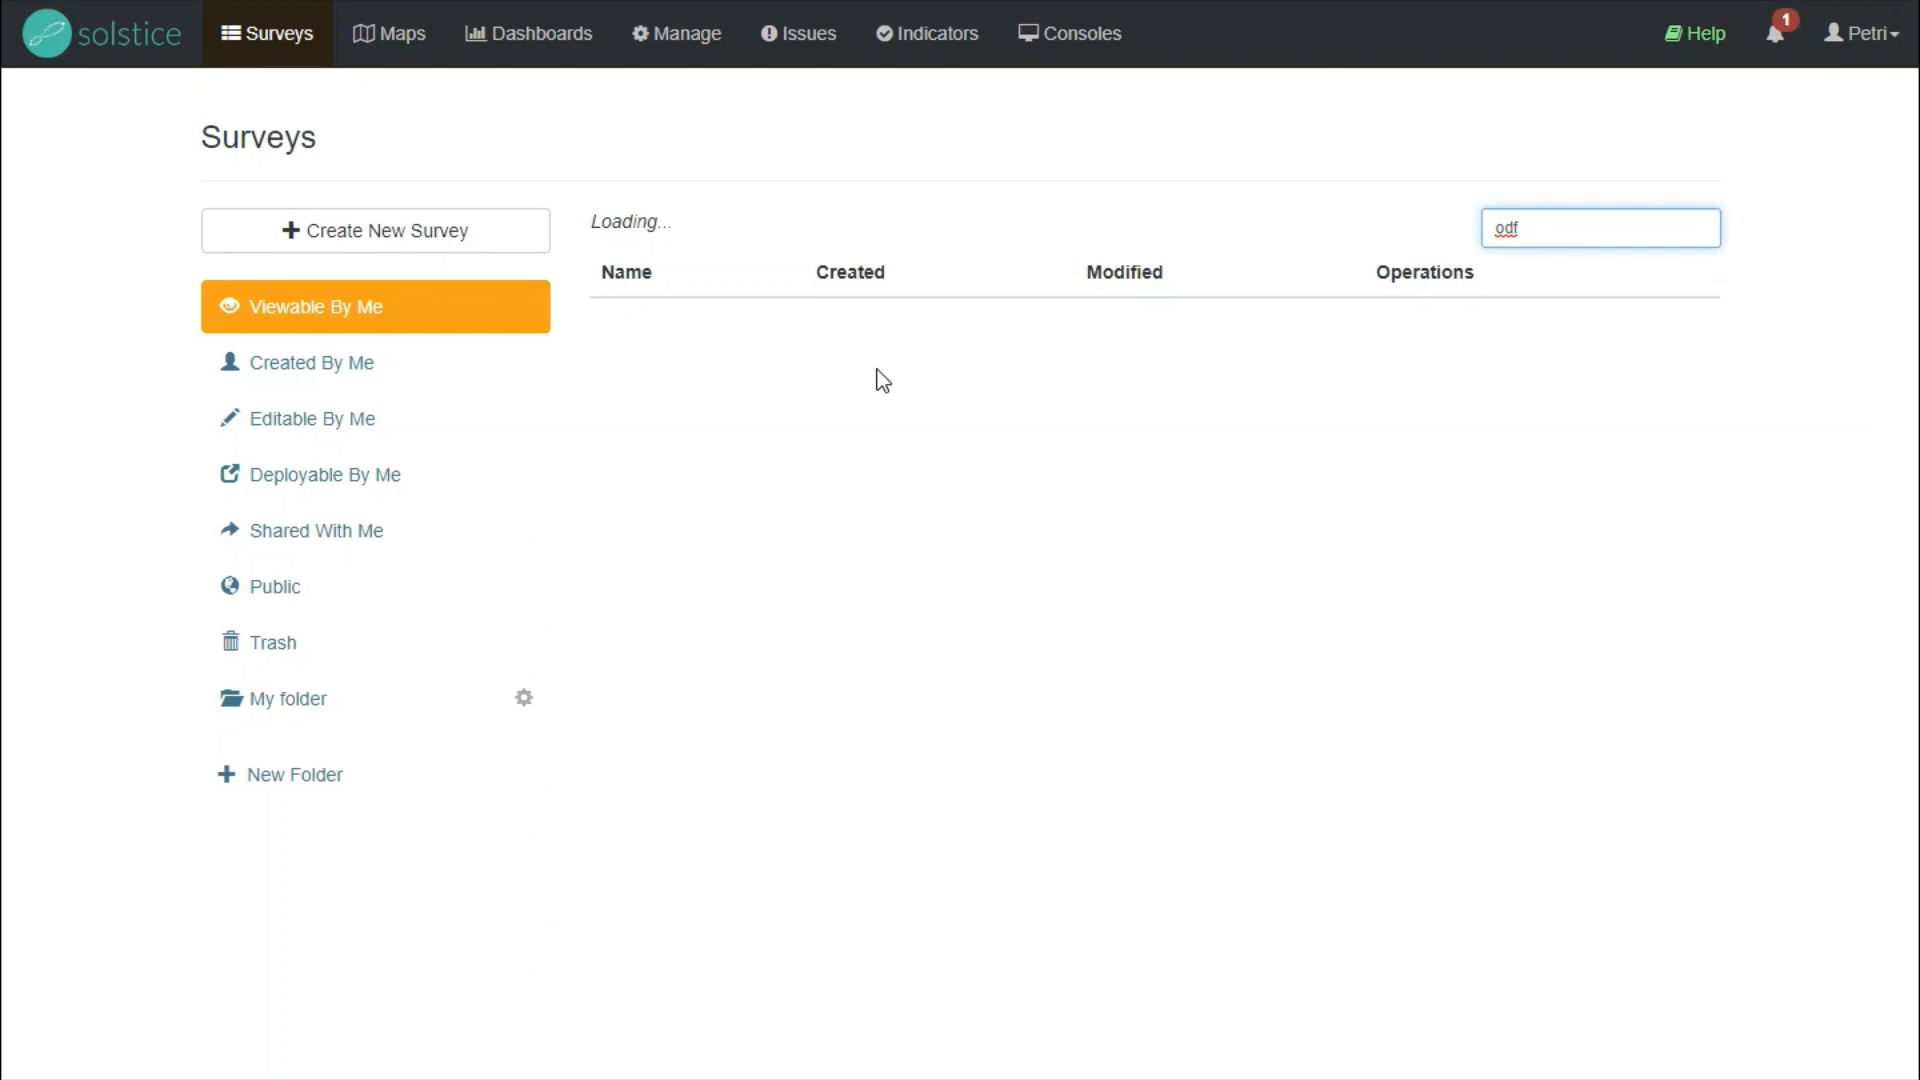 solstice Surveys Maps Dashboards Manage Issues Indicators Consoles Help 1 Petri
Surveys
Create New Survey
Loading...
odf
Name Created Modified Operations
Viewable By Me
Created By Me
Editable By Me
Deployable By Me
Shared With Me
Public
Trash
My folder
New Folder